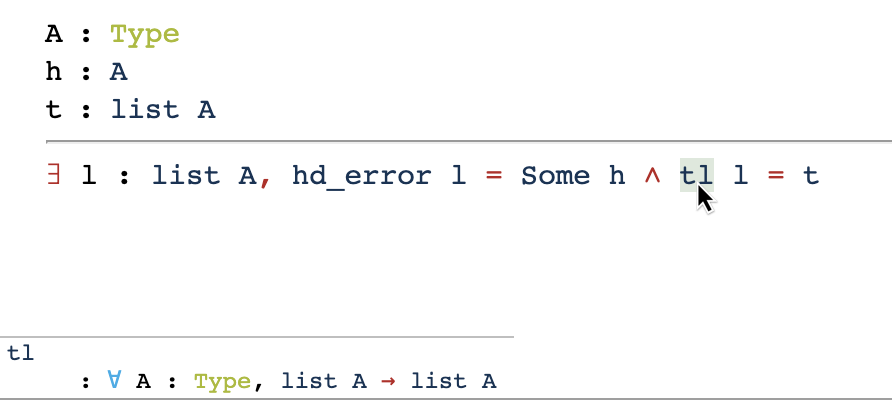 A : Type
h : A
t : list A
∃ l : list A, hd_error l = Some h ∧ tl l = t
tl
: ∀ A : Type, list A → list A